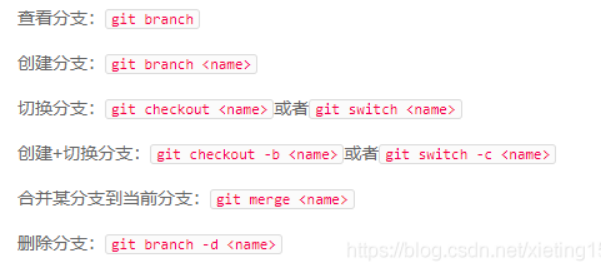 查看分支：git branch
创建分支：git branch <name>
切换分支：git checkout <name>或者git switch <name>
创建+切换分支：git checkout -b <name>或者git switch -c <name>
合并某分支到当前分支：git merge <name>
删除分支：git branch -d <name>
https://blog.csdn.net/xieting15